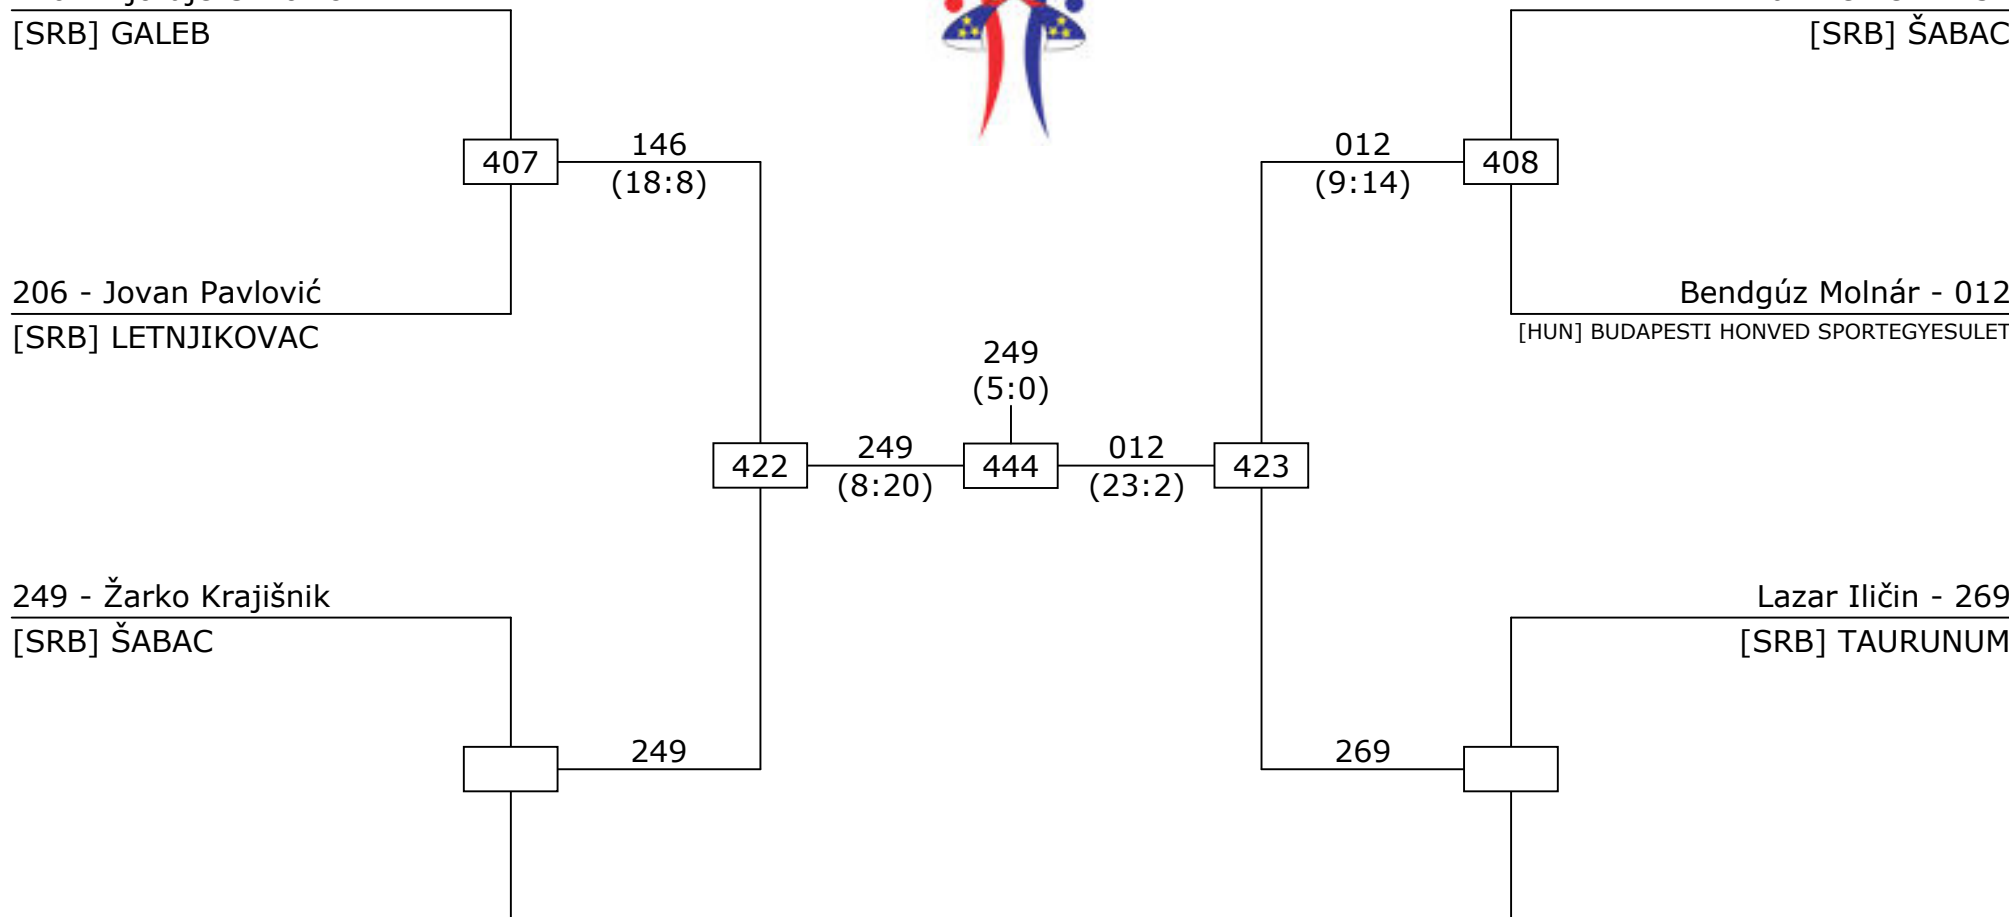 [SRB] GALEB
[SRB] ŠABAC
407
146
(18:8)
012
(9:14)
408
206 - Jovan Pavlović
[SRB] LETNJIKOVAC
Bendgúz Molnár - 012
[HUN] BUDAPESTI HONVED SPORTEGYESULET
249
(5:0)
422
249
(8:20)
444
012
(23:2)
423
249 - Žarko Krajišnik
[SRB] ŠABAC
Lazar Iličin - 269
[SRB] TAURUNUM
249
269